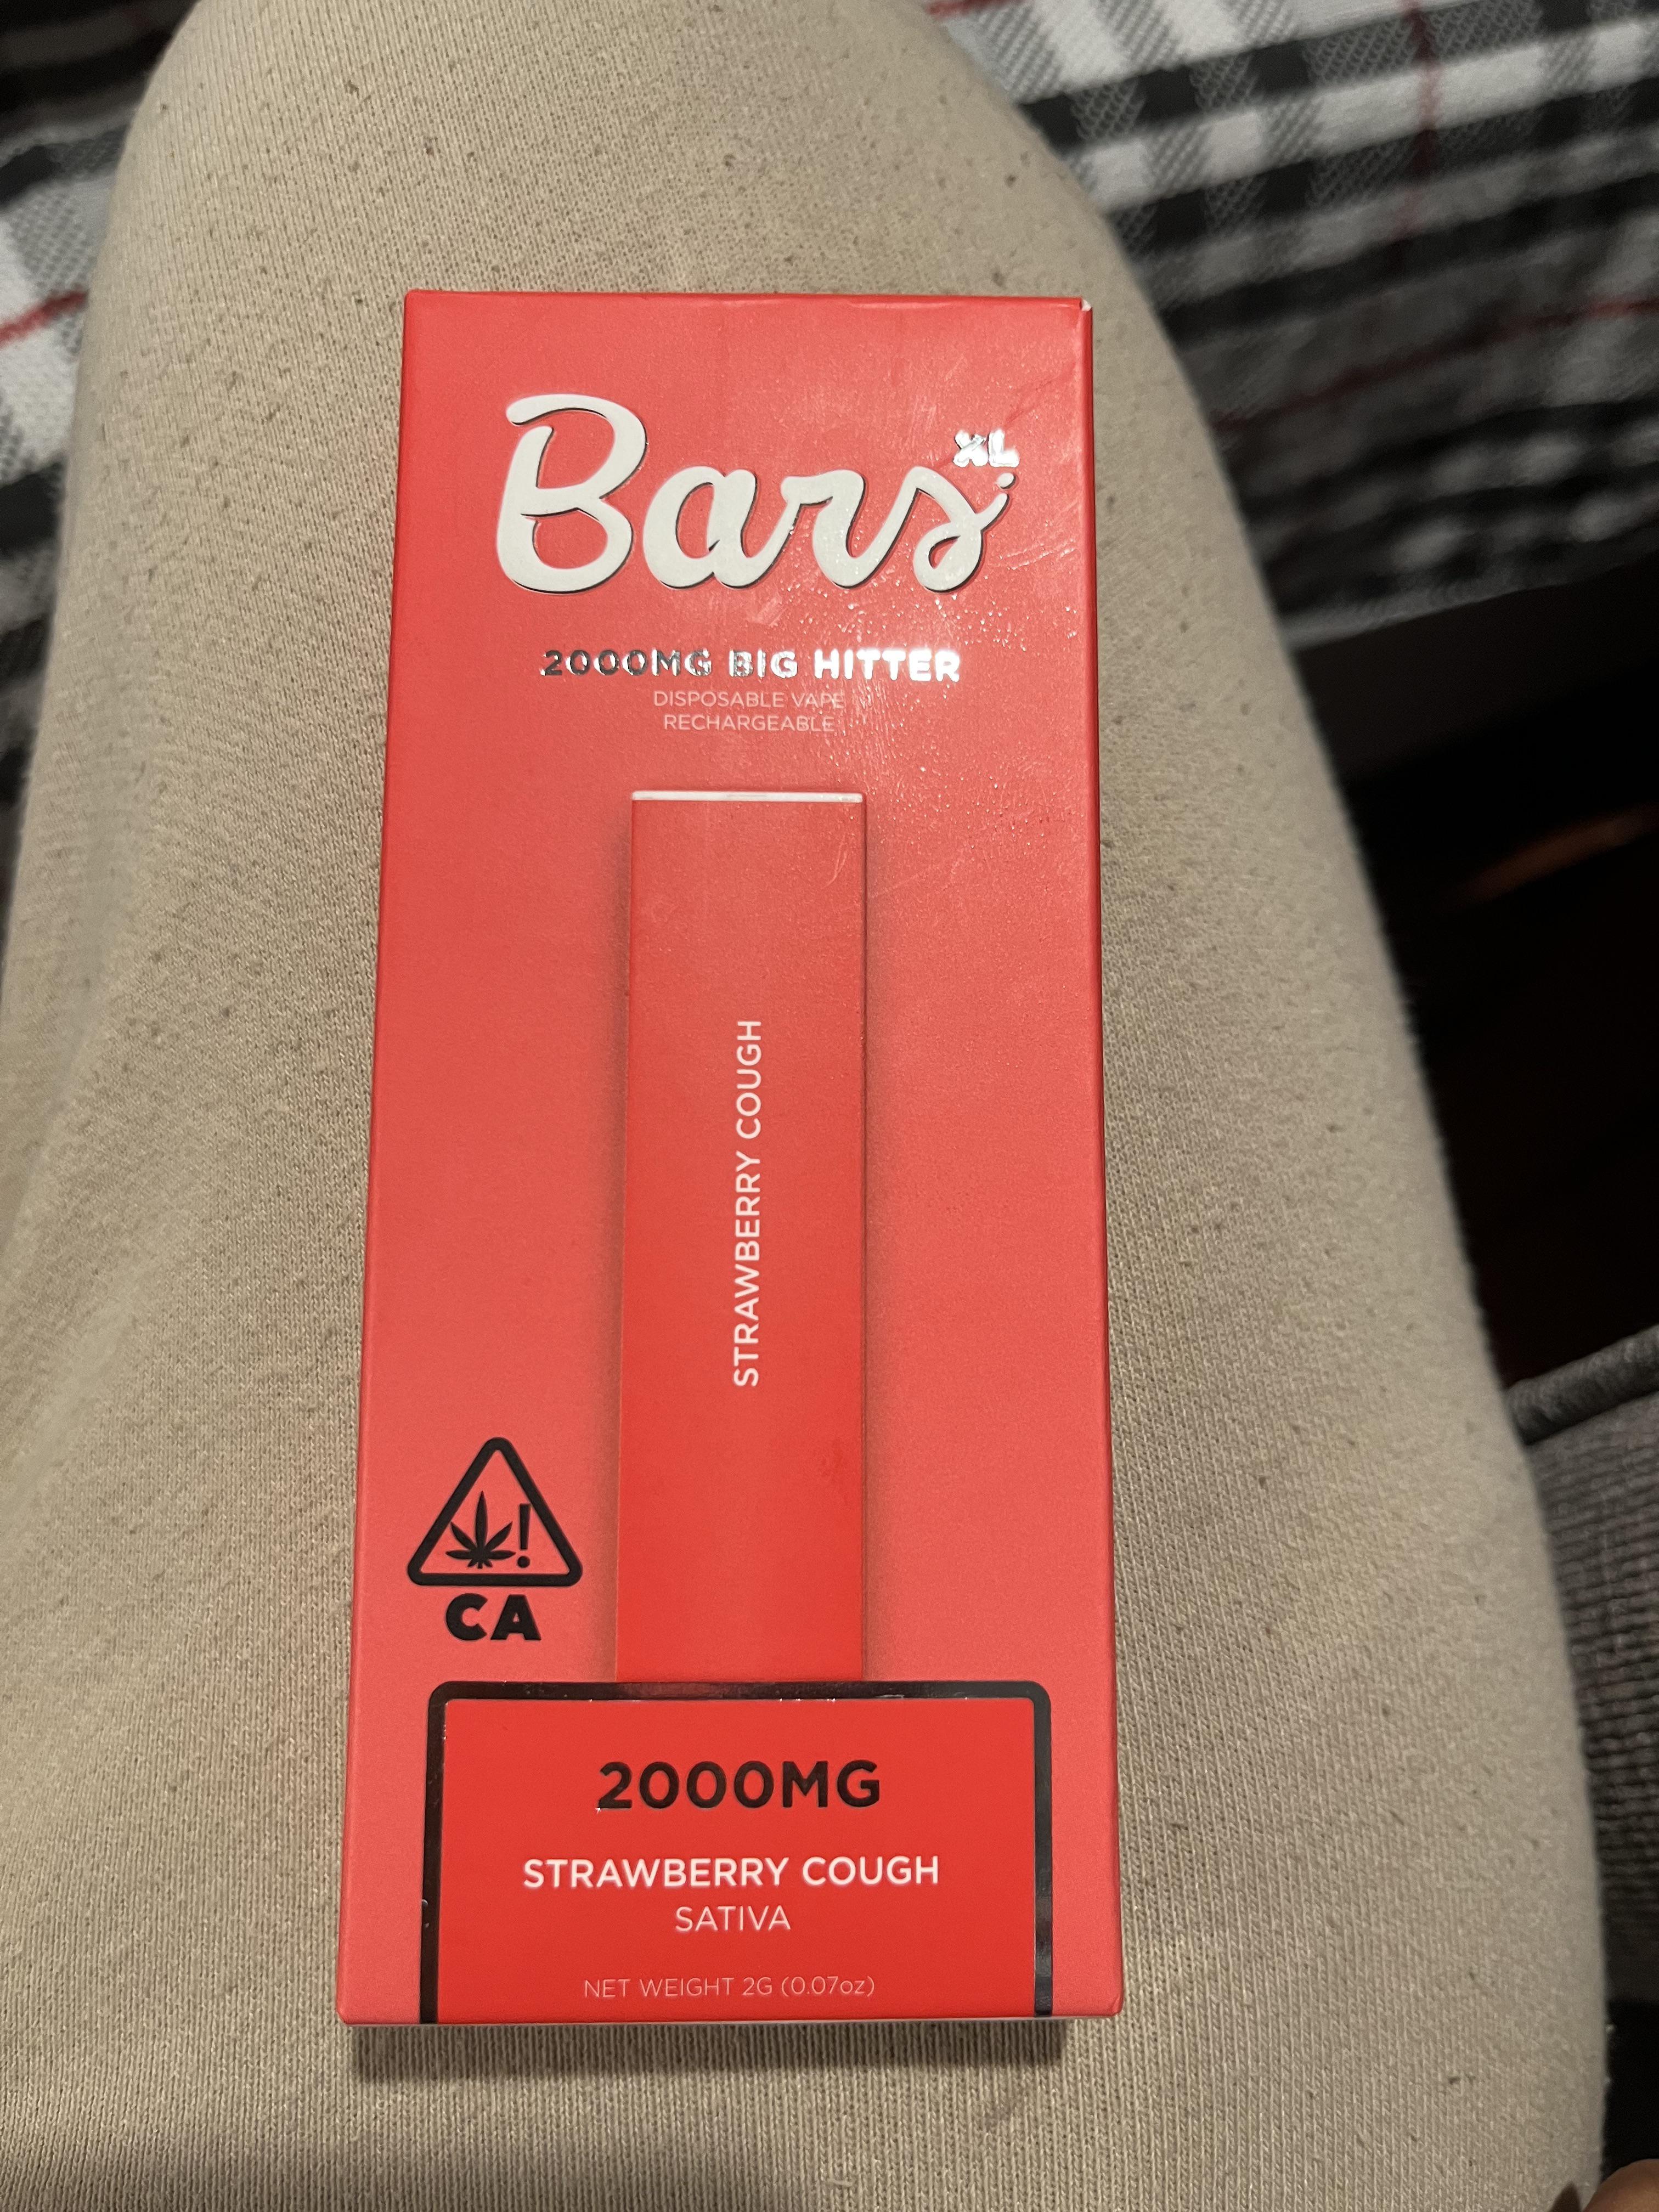 Bars XL
2000MG BIG HITTER
DISPOSABLE VAPE
RECHARGEABLE
STRAWBERRY COUGH
!
CA
2000MG
STRAWBERRY COUGH
SATIVA
NET WEIGHT 2G (0.07oz)